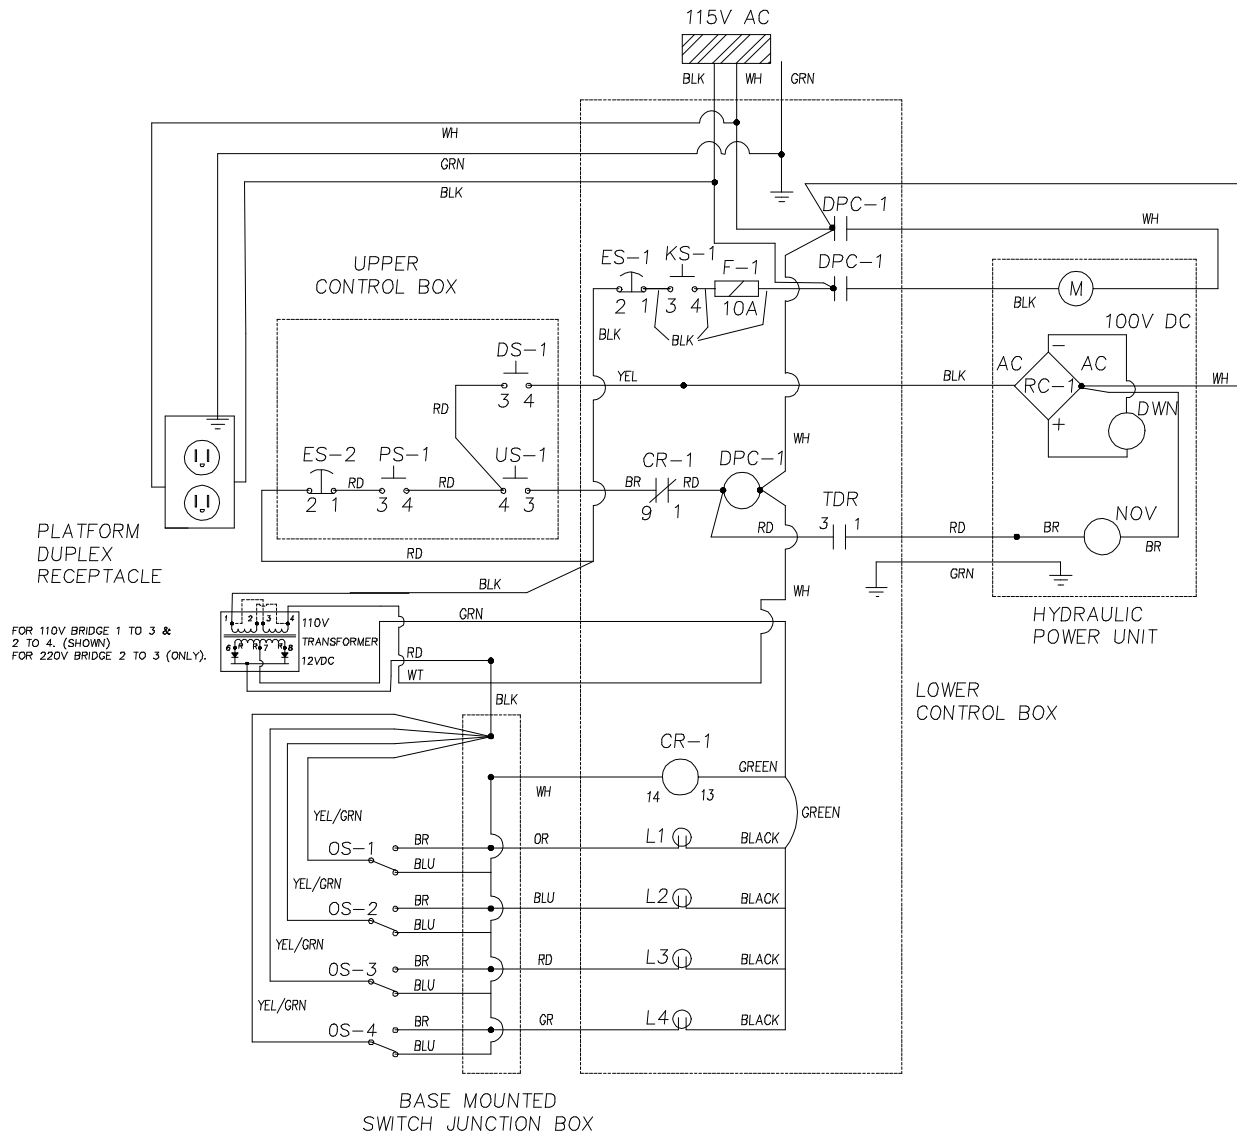 115V AC
BLK WH GRN
WH
GRN
BLK
DPC-1
WH
ES-1 KS-1 F-1 DPC-1
UPPER
CONTROL BOX
2 1 3 4 10A
BLK M
BLK BLK
100V DC
DS-1
YEL BLK AC - AC
RC-1 WH
3 4
RD DWN
+
WH
ES-2 PS-1 US-1 CR-1 DPC-1
RD RD BR RD
2 1 3 4 4 3 9 1
TDR
3 1 NOV
RD RD BR BR
PLATFORM
DUPLEX
RECEPTACLE
RD
GRN
BLK WH
GRN
HYDRAULIC
POWER UNIT
1 2 3 4 110V
FOR 110V BRIDGE 1 TO 3 &
2 TO 4. (SHOWN)
FOR 220V BRIDGE 2 TO 3 (ONLY).
TRANSFORMER
6 R R 7 R 8
12VDC
RD
WT
BLK
LOWER
CONTROL BOX
CR-1
GREEN
WH 14 13
GREEN
YEL/GRN
BR OR L1 BLACK
OS-1
BLU
YEL/GRN
BR BLU L2 BLACK
OS-2
BLU
YEL/GRN
BR RD L3 BLACK
OS-3
BLU
YEL/GRN
BR GR L4 BLACK
OS-4
BLU
BASE MOUNTED
SWITCH JUNCTION BOX